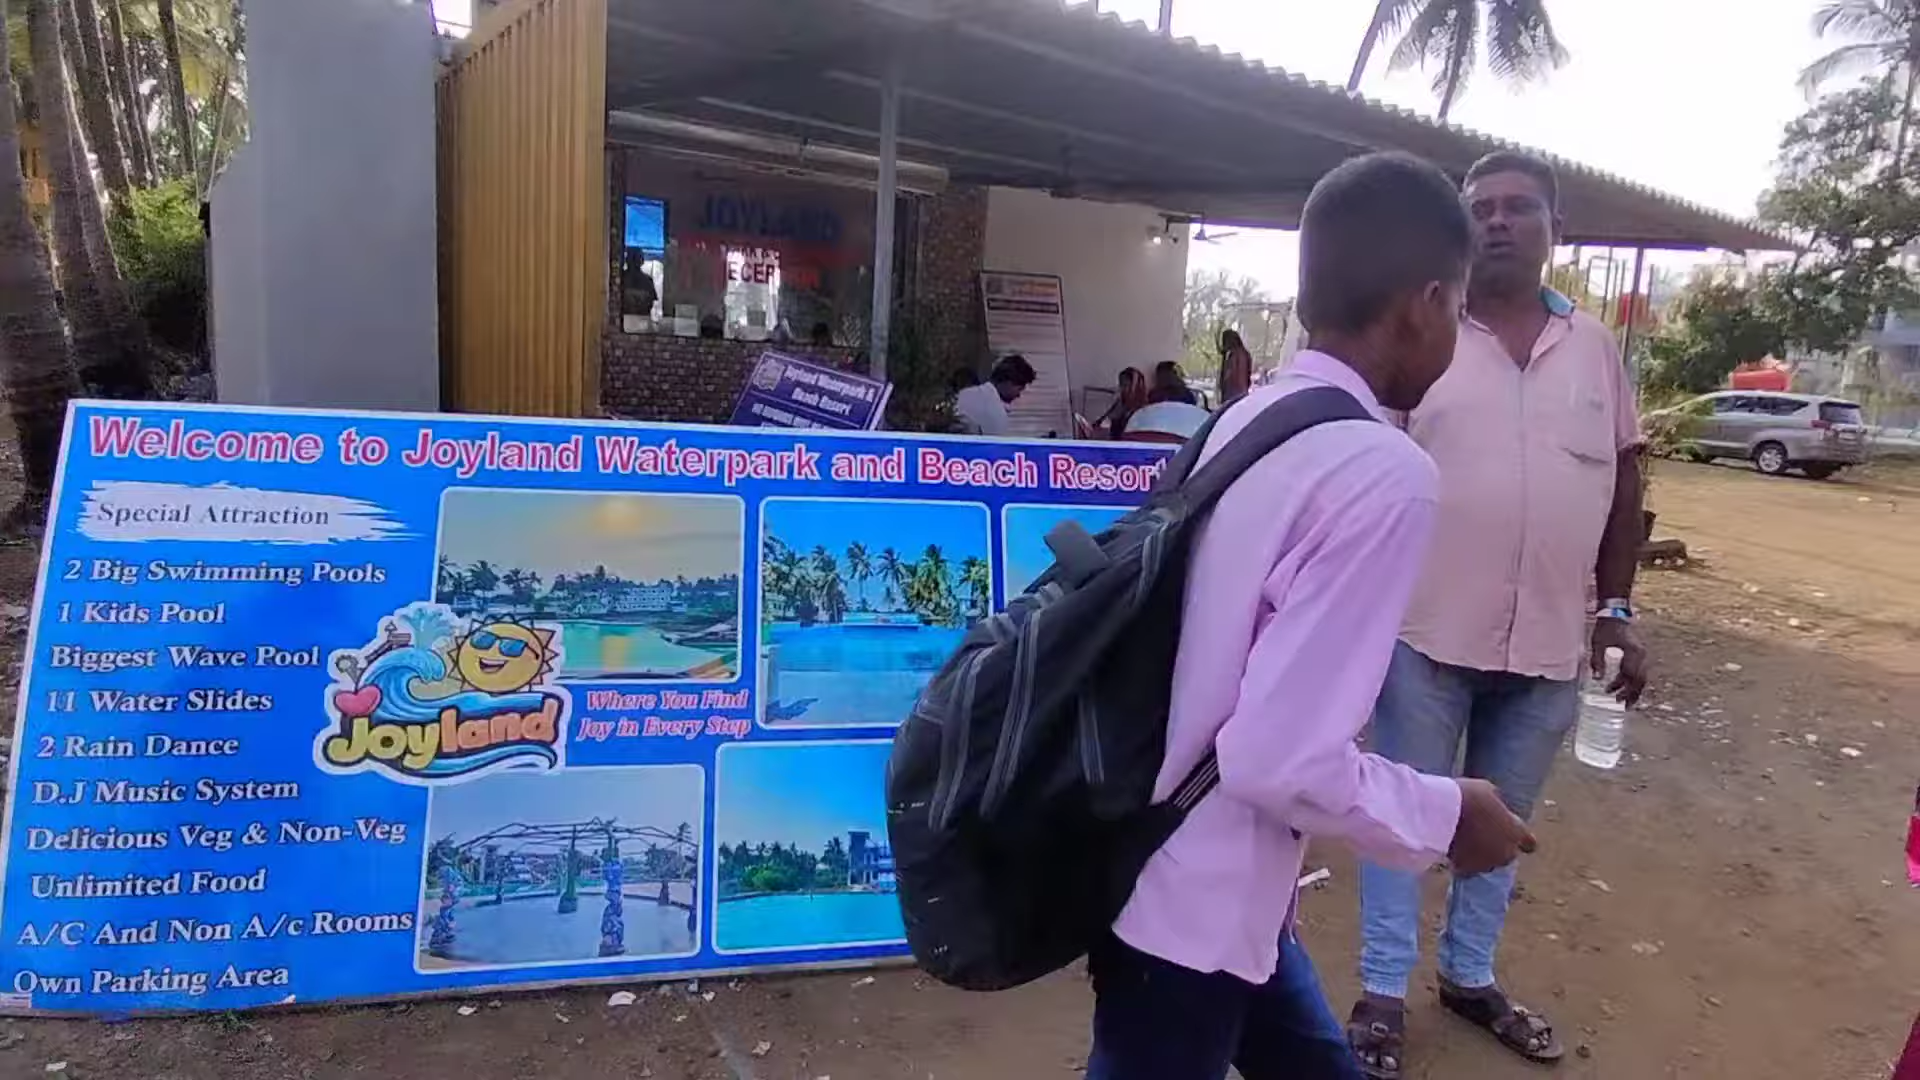 JOYLAND
Joyland Waterpark &
Beach Resort
Welcome to Joyland Waterpark and Beach Resort
Special Attraction
2 Big Swimming Pools
1 Kids Pool
Biggest Wave Pool
11 Water Slides
2 Rain Dance
D.J Music System
Delicious Veg & Non-Veg
Unlimited Food
A/C And Non A/c Rooms
Own Parking Area
Joyland
Where You Find
Joy in Every Step